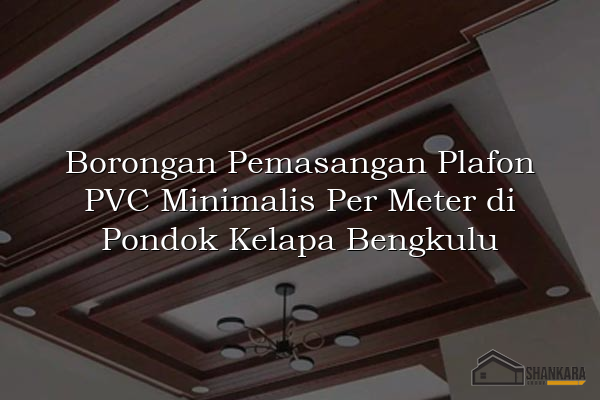 Borongan Pemasangan Plafon
PVC Minimalis Per Meter di
Pondok Kelapa Bengkulu
SHANKARA